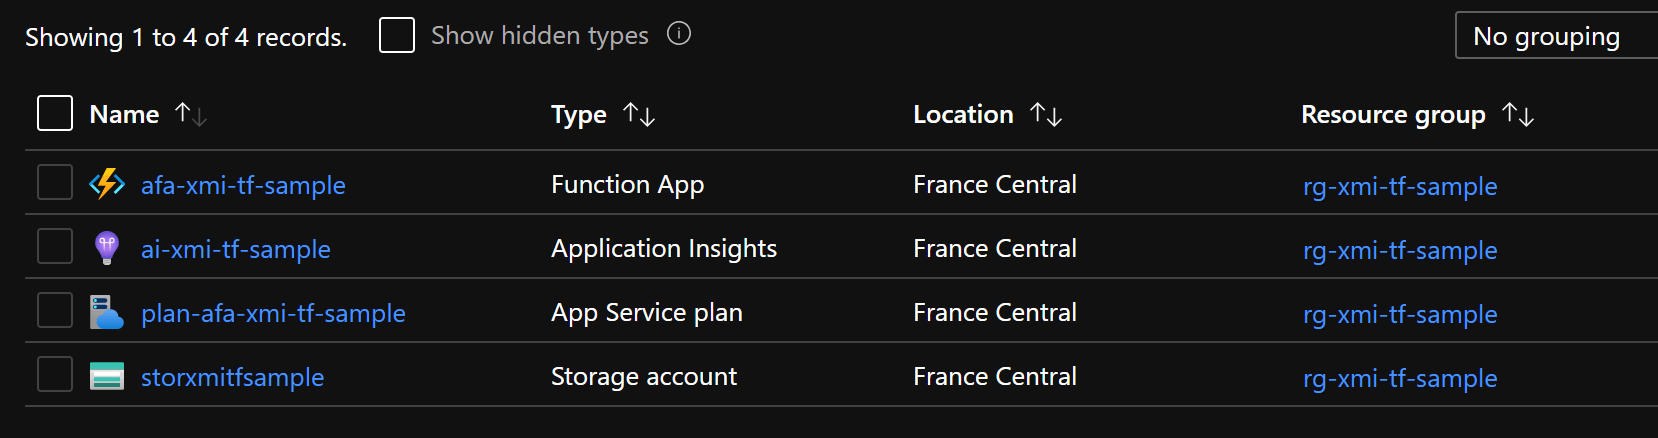 Showing 1 to 4 of 4 records. Show hidden types No grouping
Name Type Location Resource group
afa-xmi-tf-sample Function App France Central rg-xmi-tf-sample
ai-xmi-tf-sample Application Insights France Central rg-xmi-tf-sample
plan-afa-xmi-tf-sample App Service plan France Central rg-xmi-tf-sample
storxmitfsample Storage account France Central rg-xmi-tf-sample